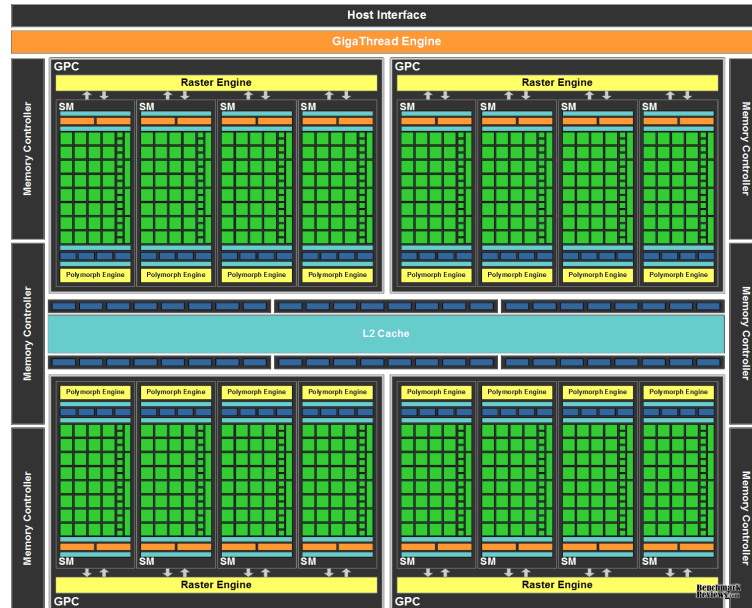 Host Interface
GigaThread Engine
GPC
GPC
Raster Engine
Raster Engine
SM
SM
SM
SM
SM
SM
SM
SM
Memory Controller
Memory Controller
Polymorph Engine
Polymorph Engine
Polymorph Engine
Polymorph Engine
Polymorph Engine
Polymorph Engine
Polymorph Engine
Polymorph Engine
Memory Controller
L2 Cache
Memory Controller
Polymorph Engine
Polymorph Engine
Polymorph Engine
Polymorph Engine
Polymorph Engine
Polymorph Engine
Polymorph Engine
Polymorph Engine
Memory Controller
Memory Controller
SM
SM
SM
SM
SM
SM
SM
SM
Raster Engine
Raster Engine
GPC
GPC
Benchmark
Reviews.com